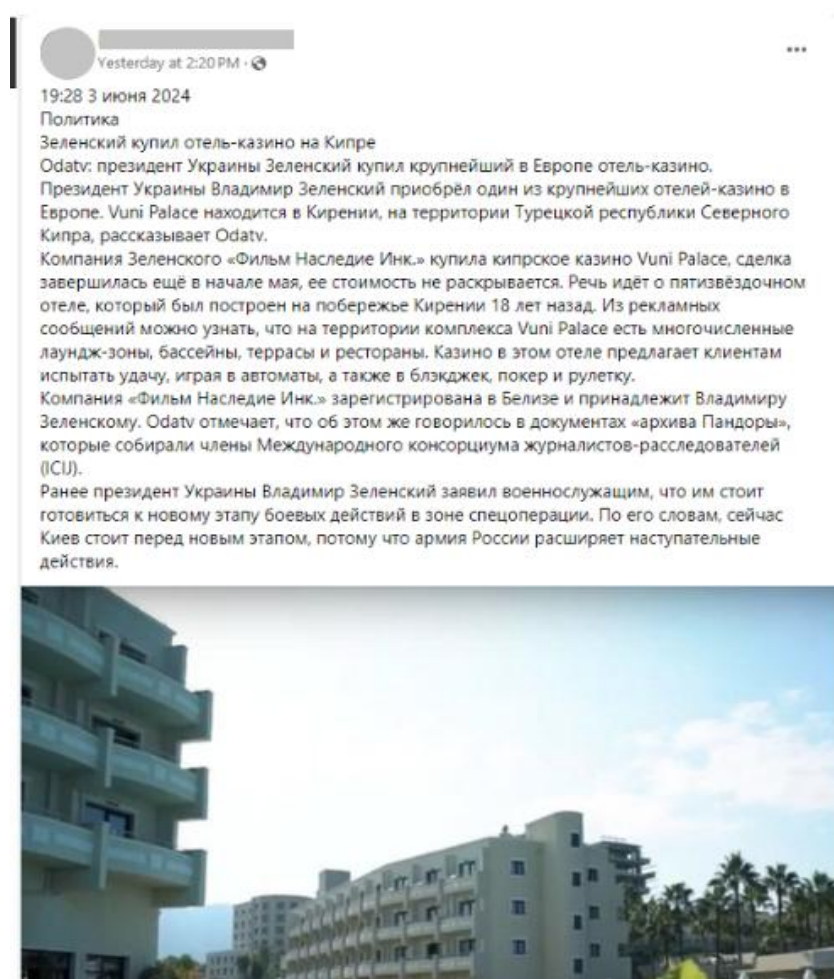 Yesterday at 2:20 PM ·
19:28 3 июня 2024
Политика
Зеленский купил отель-казино на Кипре
Odatv: президент Украины Зеленский купил крупнейший в Европе отель-казино.
Президент Украины Владимир Зеленский приобрёл один из крупнейших отелей-казино в
Европе. Vuni Palace находится в Кирении, на территории Турецкой республики Северного
Кипра, рассказывает Odatv.
Компания Зеленского «Фильм Наследие Инк.» купила кипрское казино Vuni Palace, сделка
завершилась ещё в начале мая, ее стоимость не раскрывается. Речь идёт о пятизвёздочном
отеле, который был построен на побережье Кирении 18 лет назад. Из рекламных
сообщений можно узнать, что на территории комплекса Vuni Palace есть многочисленные
лаундж-зоны, бассейны, террасы и рестораны. Казино в этом отеле предлагает клиентам
испытать удачу, играя в автоматы, а также в блэкджек, покер и рулетку.
Компания «Фильм Наследие Инк.» зарегистрирована в Белизе и принадлежит Владимиру
Зеленскому. Odatv отмечает, что об этом же говорилось в документах «архива Пандоры»,
которые собирали члены Международного консорциума журналистов-расследователей
(ICIJ).
Ранее президент Украины Владимир Зеленский заявил военнослужащим, что им стоит
готовиться к новому этапу боевых действий в зоне спецоперации. По его словам, сейчас
Киев стоит перед новым этапом, потому что армия России расширяет наступательные
действия.